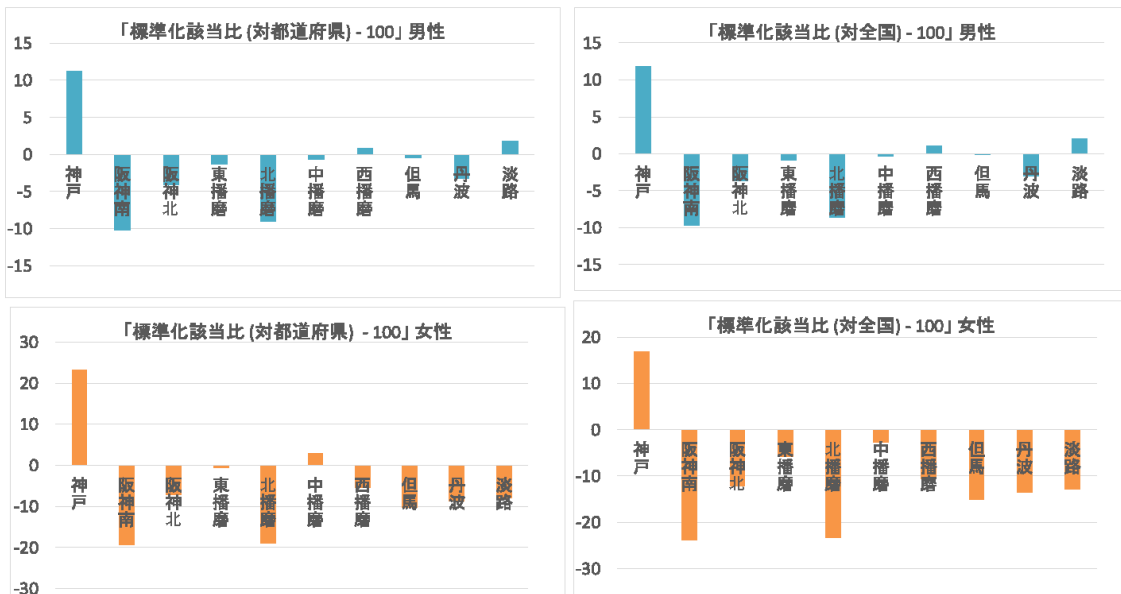 「標準化該当比 (対都道府県) - 100」 男性
15
10
5
0
-5
-10
-15
神戸
阪神南
阪神北
東播磨
北播磨
中播磨
西播磨
但馬
丹波
淡路
「標準化該当比 (対全国) - 100」 男性
15
10
5
0
-5
-10
-15
神戸
阪神南
阪神北
東播磨
北播磨
中播磨
西播磨
但馬
丹波
淡路
「標準化該当比 (対都道府県) - 100」 女性
30
20
10
0
-10
-20
-30
神戸
阪神南
阪神北
東播磨
北播磨
中播磨
西播磨
但馬
丹波
淡路
「標準化該当比 (対全国) - 100」 女性
20
10
0
-10
-20
-30
神戸
阪神南
阪神北
東播磨
北播磨
中播磨
西播磨
但馬
丹波
淡路